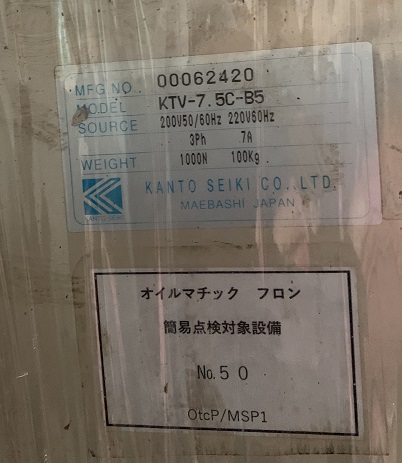 MFG NO. 00062420
MODEL KTV-7.5C-B5
SOURCE 200V50/60Hz 220V60Hz
3Ph 7A
WEIGHT 1000N 100Kg
KANTO SEIKI CO.,LTD.
MAEBASHI JAPAN
KANTO SEIKI
オイルマチック フロン
簡易点検対象設備
No.50
OtcP/MSP1